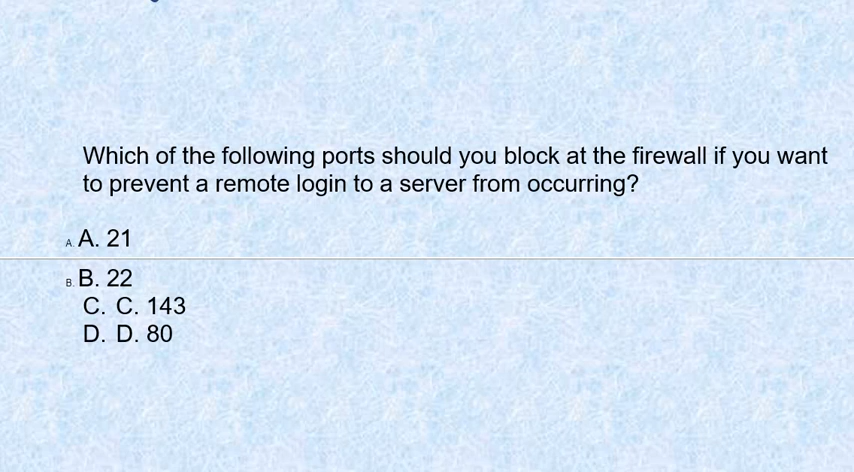 Which of the following ports should you block at the firewall if you want
to prevent a remote login to a server from occurring?
A. A. 21
B. B. 22
C. C. 143
D. D. 80